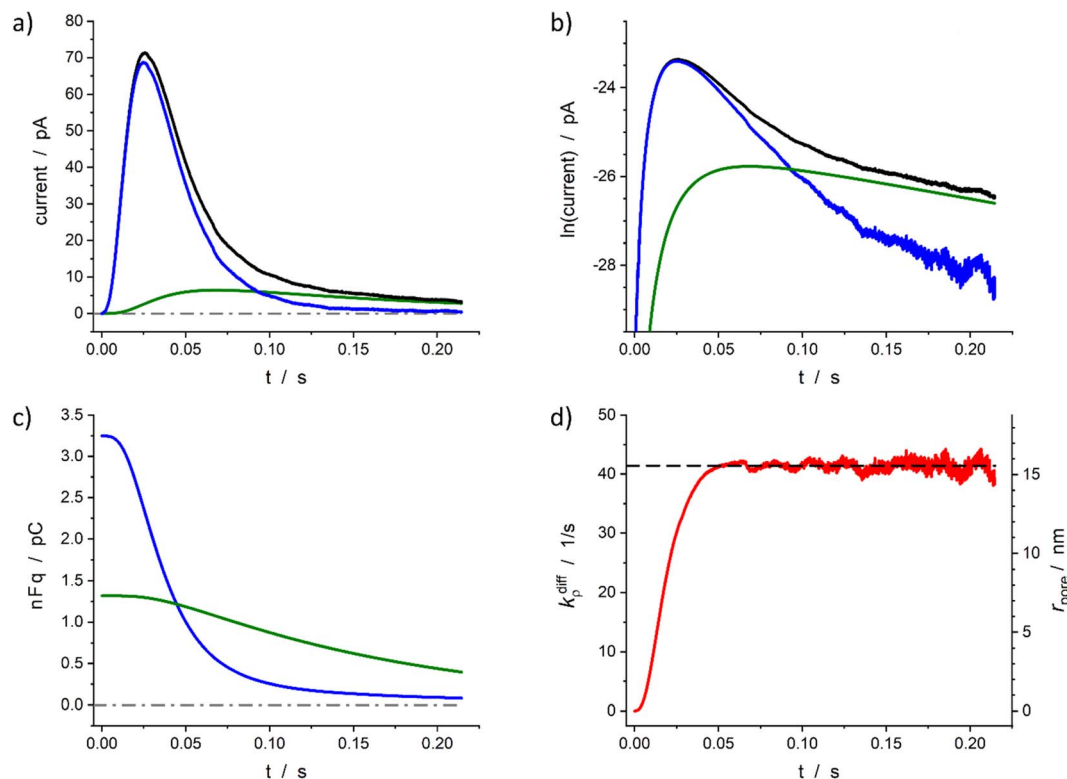 a)
80
70
60
50
40
30
20
10
0
current / pA
0.00 0.05 0.10 0.15 0.20
t / s
b)
-24
-26
-28
ln(current) / pA
0.00 0.05 0.10 0.15 0.20
t / s
c)
3.5
3.0
2.5
2.0
1.5
1.0
0.5
0.0
nFq / pC
0.00 0.05 0.10 0.15 0.20
t / s
d)
50
40
30
20
10
0
kρdiff / 1/s
15
10
5
0
rpore / nm
0.00 0.05 0.10 0.15 0.20
t / s